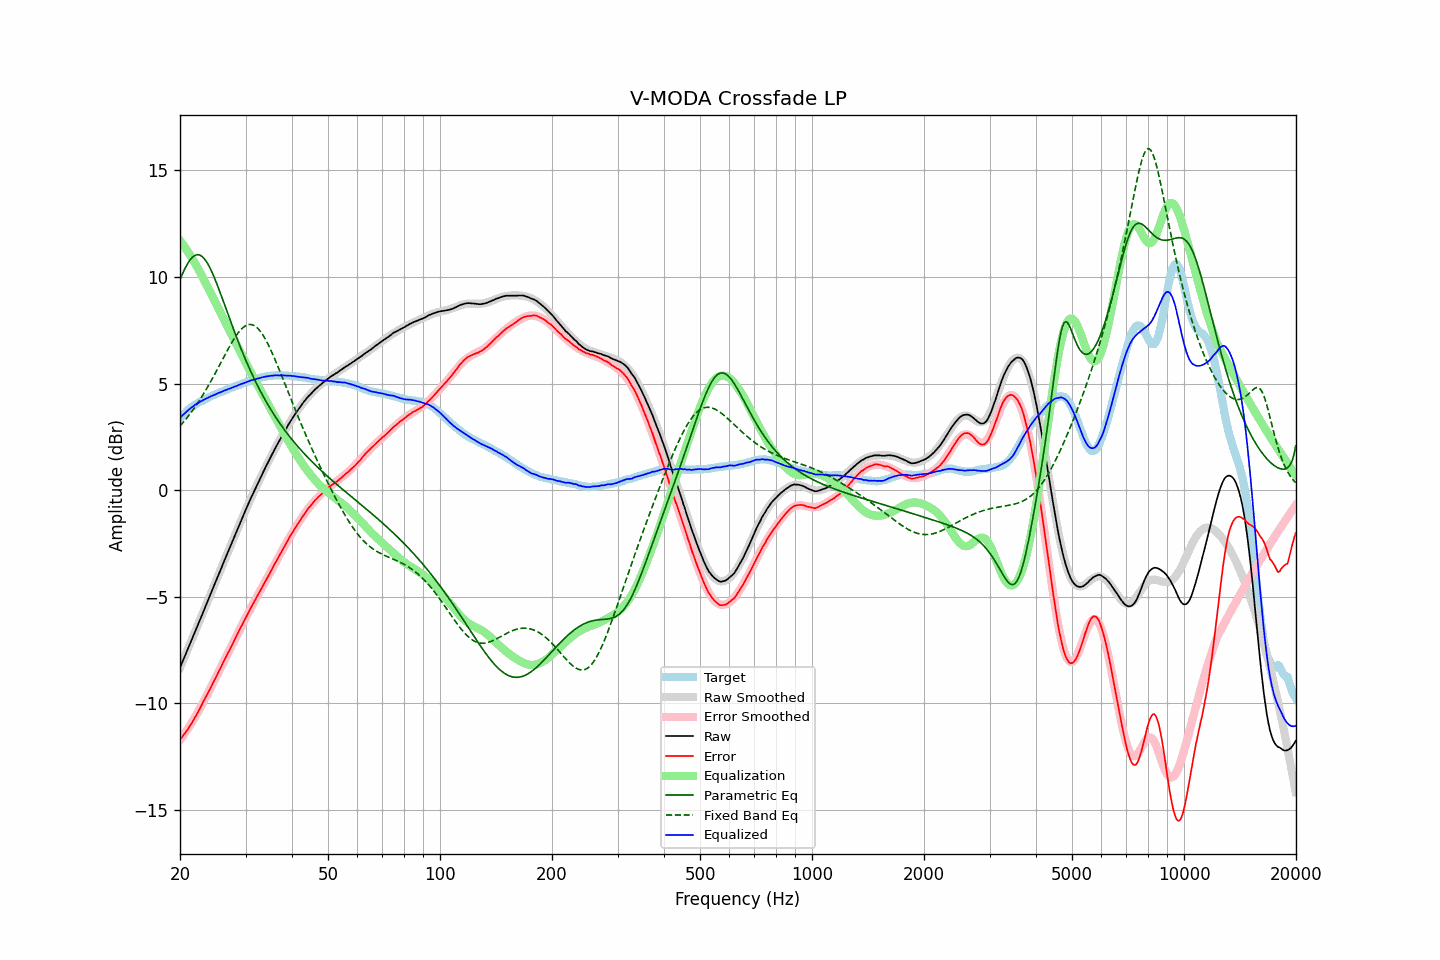 V-MODA Crossfade LP
Amplitude (dBr)
15
10
5
0
−5
−10
−15
Target
Raw Smoothed
Error Smoothed
Raw
Error
Equalization
Parametric Eq
Fixed Band Eq
Equalized
20 50 100 200 500 1000 2000 5000 10000 20000
Frequency (Hz)